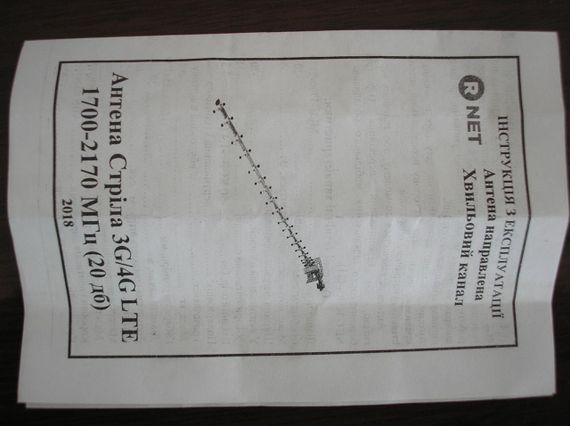 R NET
ІНСТРУКЦІЯ З ЕКСПЛУАТАЦІЇ
Антена направлена
Хвильовий канал
Антена Стріла 3G/4G LTE
1700-2170 МГц (20 дб)
2018